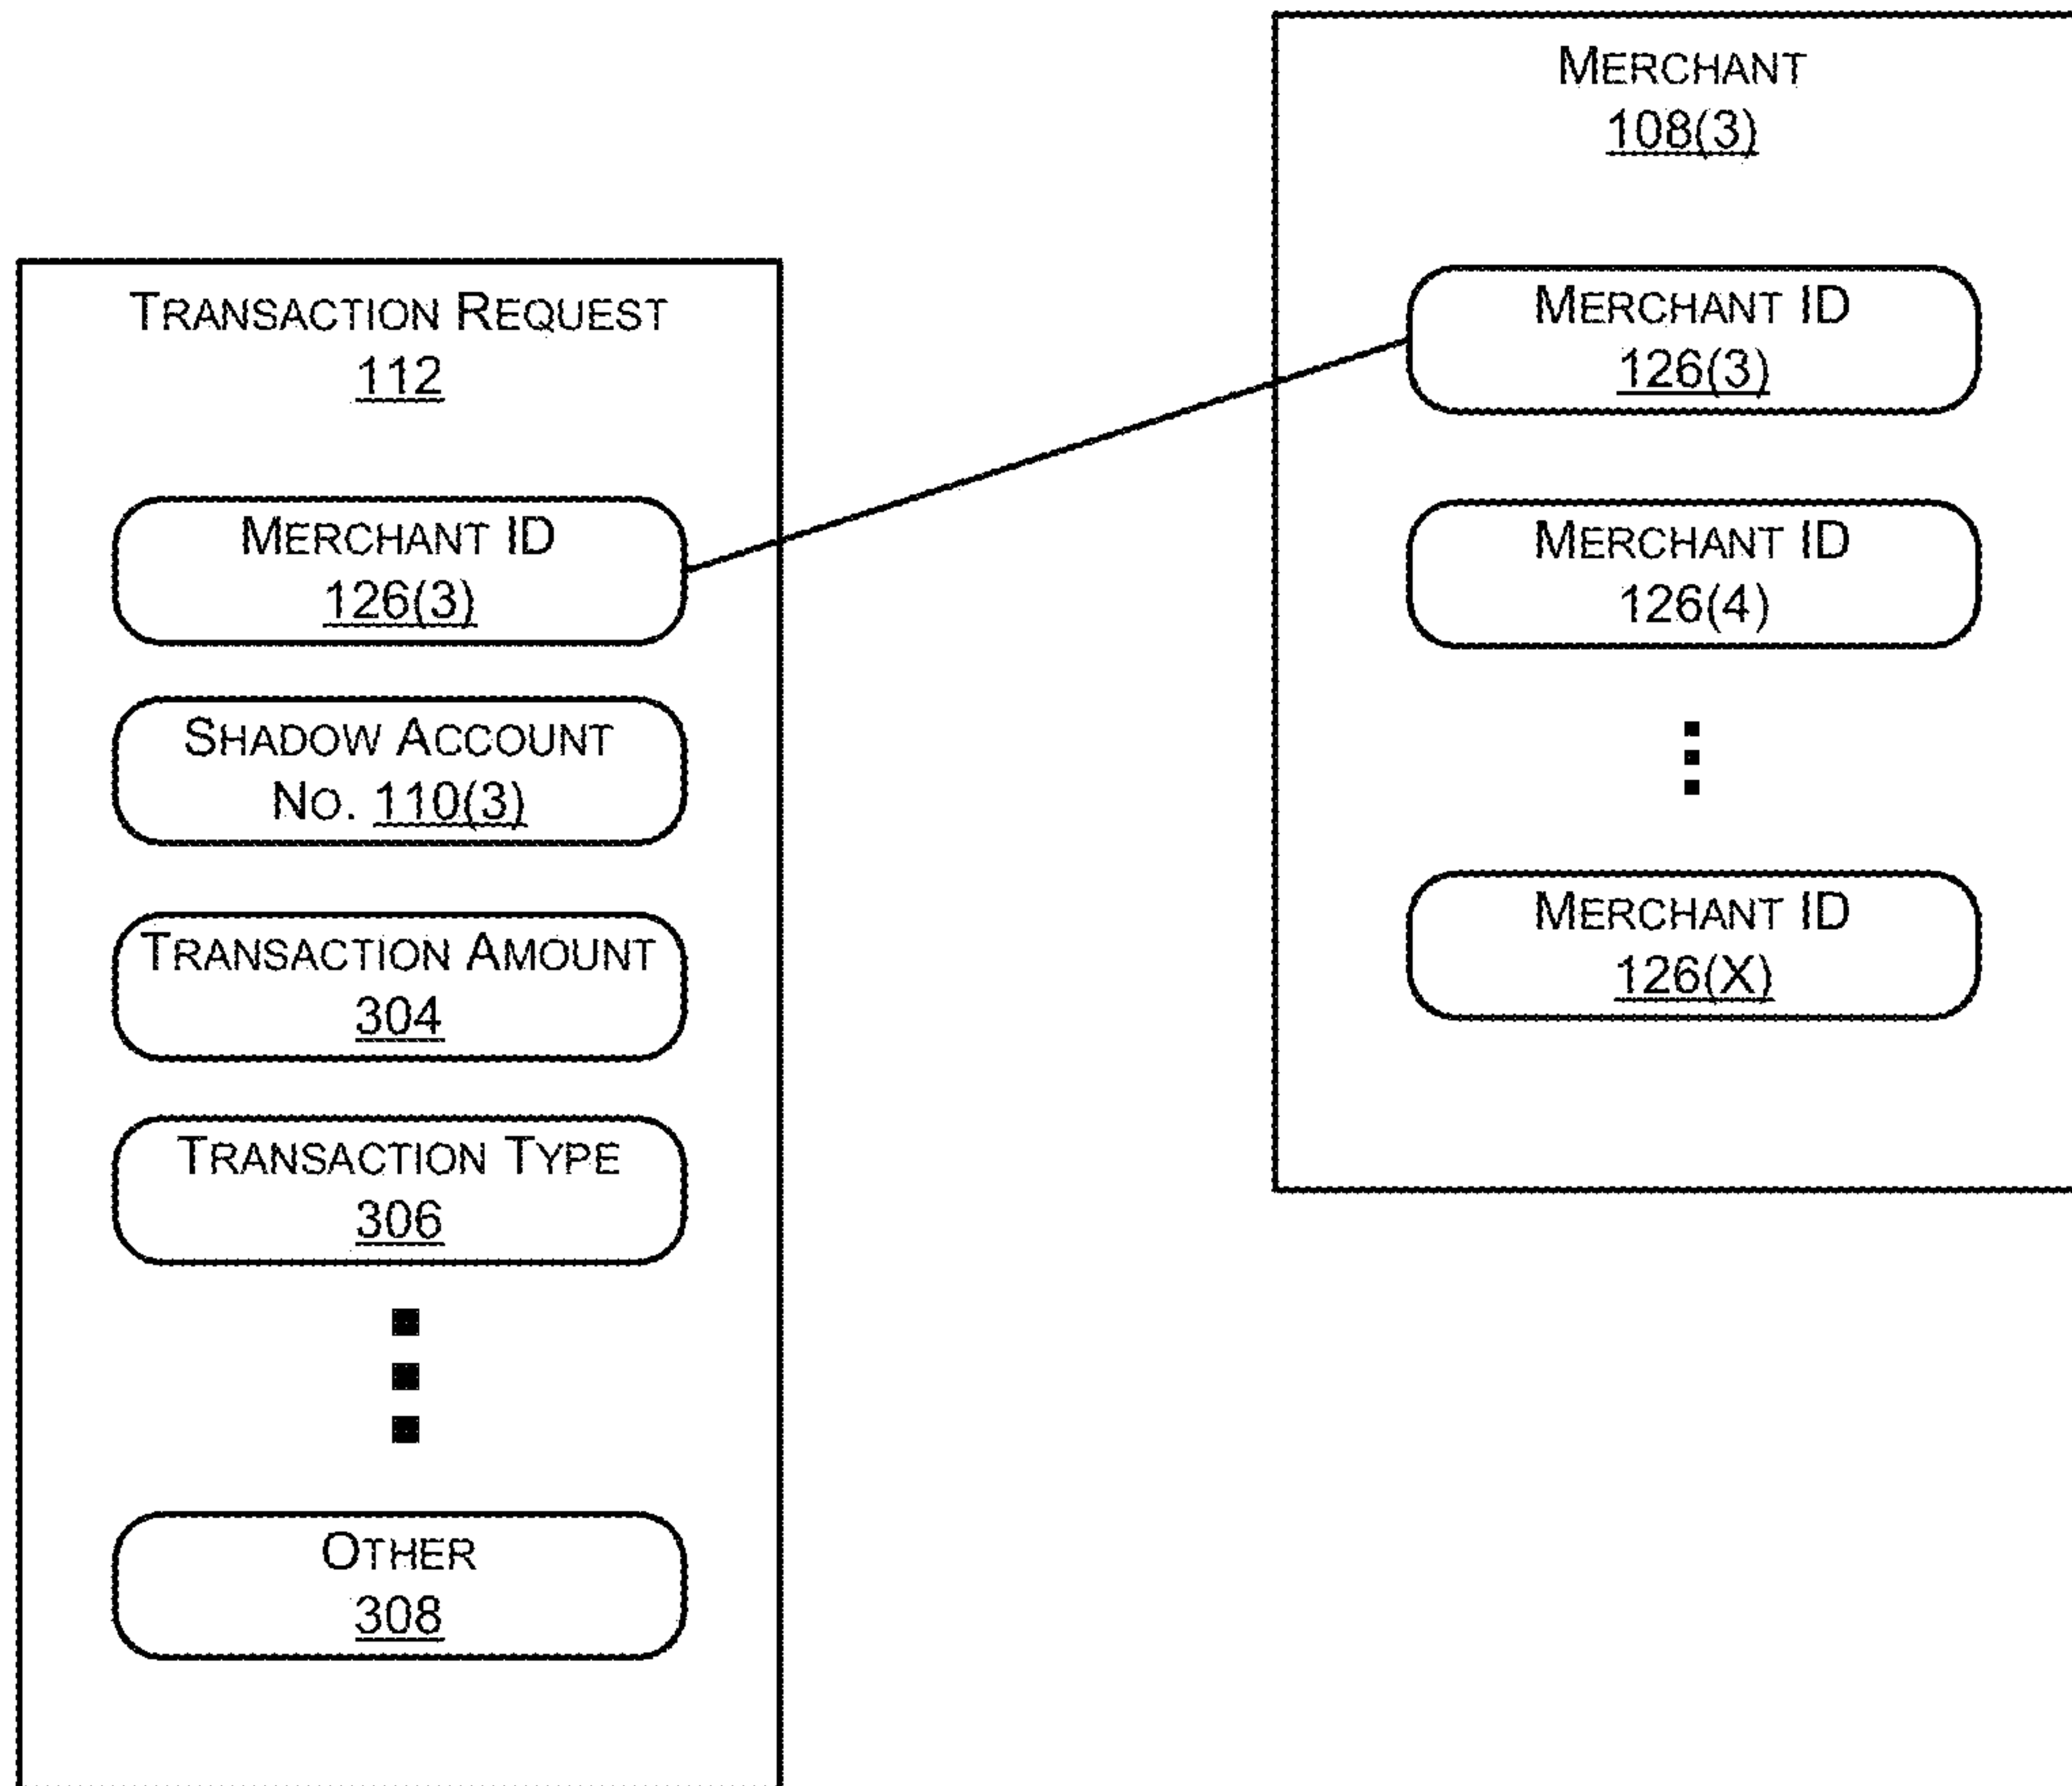 TRANSACTION REQUEST
112
MERCHANT ID
126(3)
SHADOW ACCOUNT
NO. 110(3)
TRANSACTION AMOUNT
304
TRANSACTION TYPE
306
OTHER
308
MERCHANT
108(3)
MERCHANT ID
126(3)
MERCHANT ID
126(4)
MERCHANT ID
126(X)